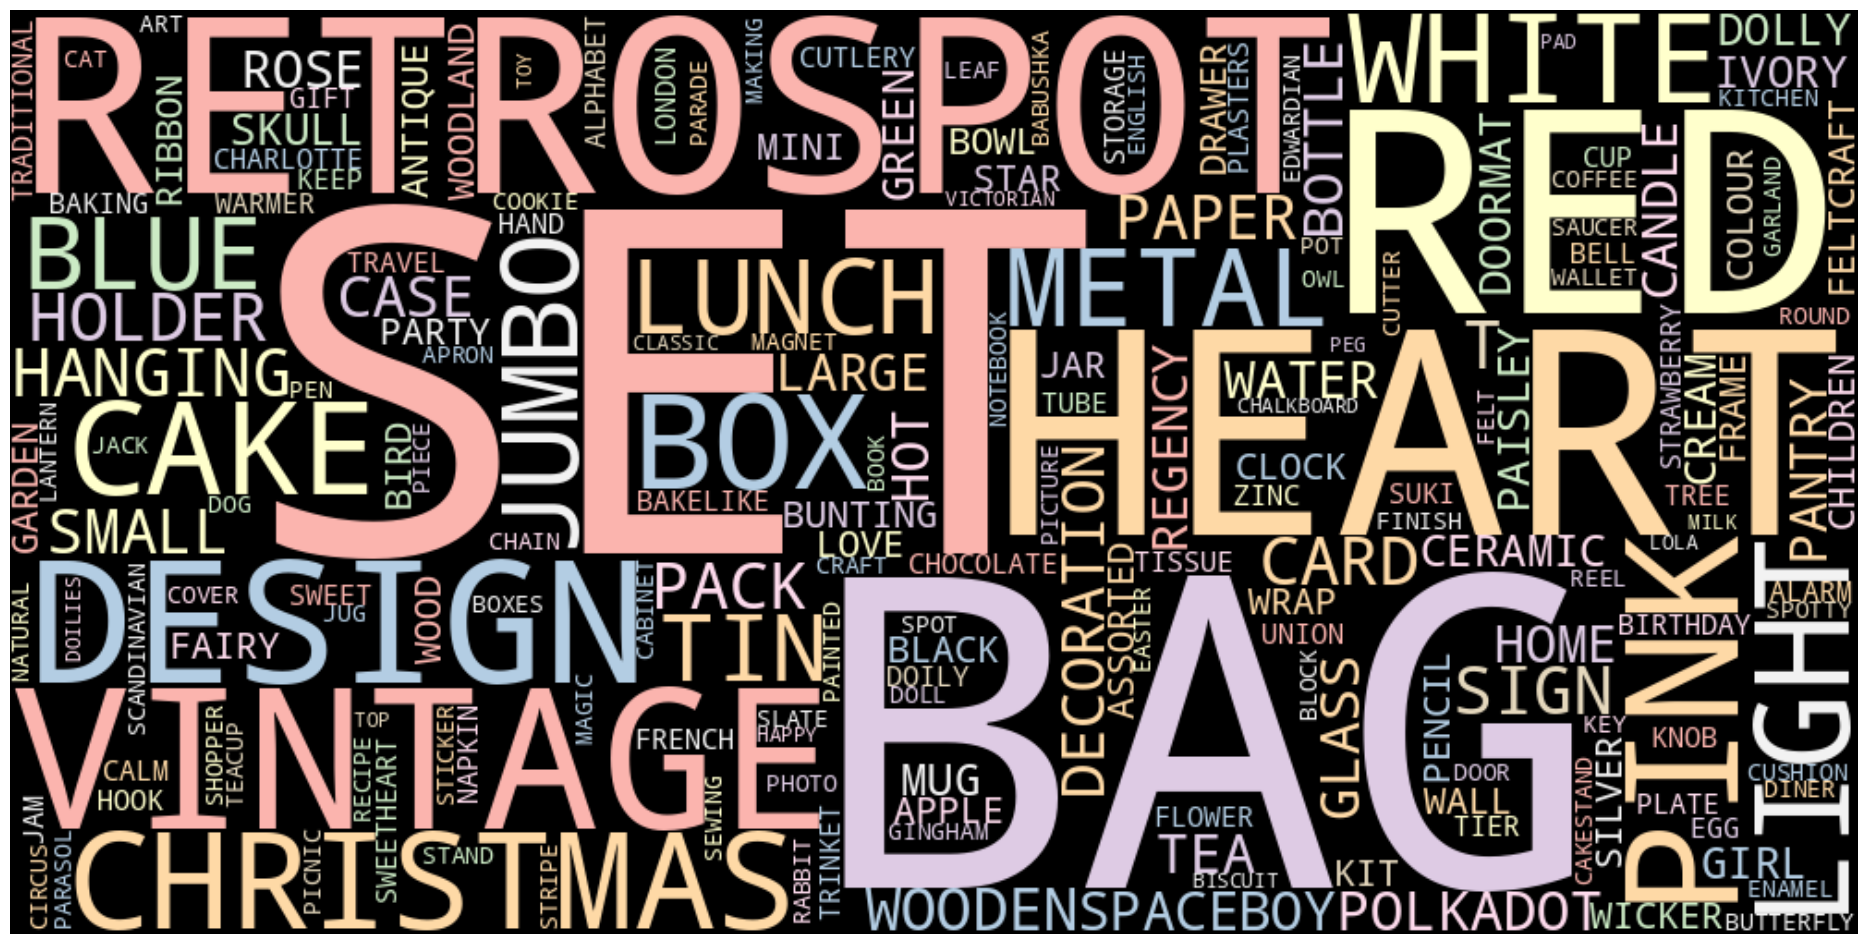 RETROSPOT
WHITE
DOLLY
IVORY
KITCHEN
TRADITIONAL
CAT
ART
ROSE
GIFT
SKULL
CHARLOTTE
KEEP
RIBBON
ANTIQUE
WOODLAND
TOY
ALPHABET
LONDON
PARADE
MAKING
CUTLERY
MINI
GREEN
LEAF
BOWL
STAR
VICTORIAN
BABUSHKA
STORAGE
ENGLISH
DRAWER
PLASTERS
EDWARDIAN
BOTTLE
PAD
RED
DOORMAT
CUP
COFFEE
SAUCER
BELL
WALLET
CANDLE
COLOUR
GARLAND
FELTCRAFT
BAKING
WARMER
COOKIE
HAND
PAPER
POT
OWL
BLUE
HOLDER
SET
TRAVEL
CASE
PARTY
APRON
JUMBO
LUNCH
CLASSIC
MAGNET
LARGE
METAL
CUTTER
ROUND
HANGING
PEN
CAKE
JACK
LANTERN
GARDEN
DOG
BIRD
PIECE
SMALL
CHAIN
BOX
BAKELIKE
BOOK
HOT
BUNTING
LOVE
CRAFT
CHOCOLATE
NOTEBOOK
HEART
JAR
TUBE
PICTURE
DECORATION
REGENCY
WATER
CHALKBOARD
PEG
CLOCK
ZINC
T
FELT
PAISLEY
SUKI
FINISH
STRAWBERRY
CREAM
FRAME
TREE
MILK
LOLA
PANTRY
CHILDREN
TISSUE
CARD
CERAMIC
REEL
DESIGN
NATURAL
DOILIES
SCANDINAVIAN
COVER
FAIRY
SWEET
JUG
WOOD
BOXES
CABINET
PACK
TIN
PAINTED
BAG
SPOT
BLACK
DOILY
DOLL
ASSORTED
EASTER
WRAP
UNION
BLOCK
GLASS
HOME
SIGN
PENCIL
PINK
BIRTHDAY
ALARM
SPOTTY
LIGHT
VINTAGE
CALM
HOOK
SHOPPER
TEACUP
TOP
RECIPE
SWEETHEART
STICKER
NAPKIN
MAGIC
FRENCH
SLATE
HAPPY
PHOTO
SEWING
MUG
APPLE
GINGHAM
FLOWER
TEA
BISCUIT
KIT
DOOR
WALL
TIER
KEY
KNOB
SILVER
CAKESTAND
PLATE
EGG
CUSHION
DINER
GIRL
ENAMEL
CHRISTMAS
JAM
CIRCUS
PARASOL
PICNIC
STAND
STRIPE
RABBIT
TRINKET
WOODEN
SPACEBOY
POLKADOT
WICKER
BUTTERFLY